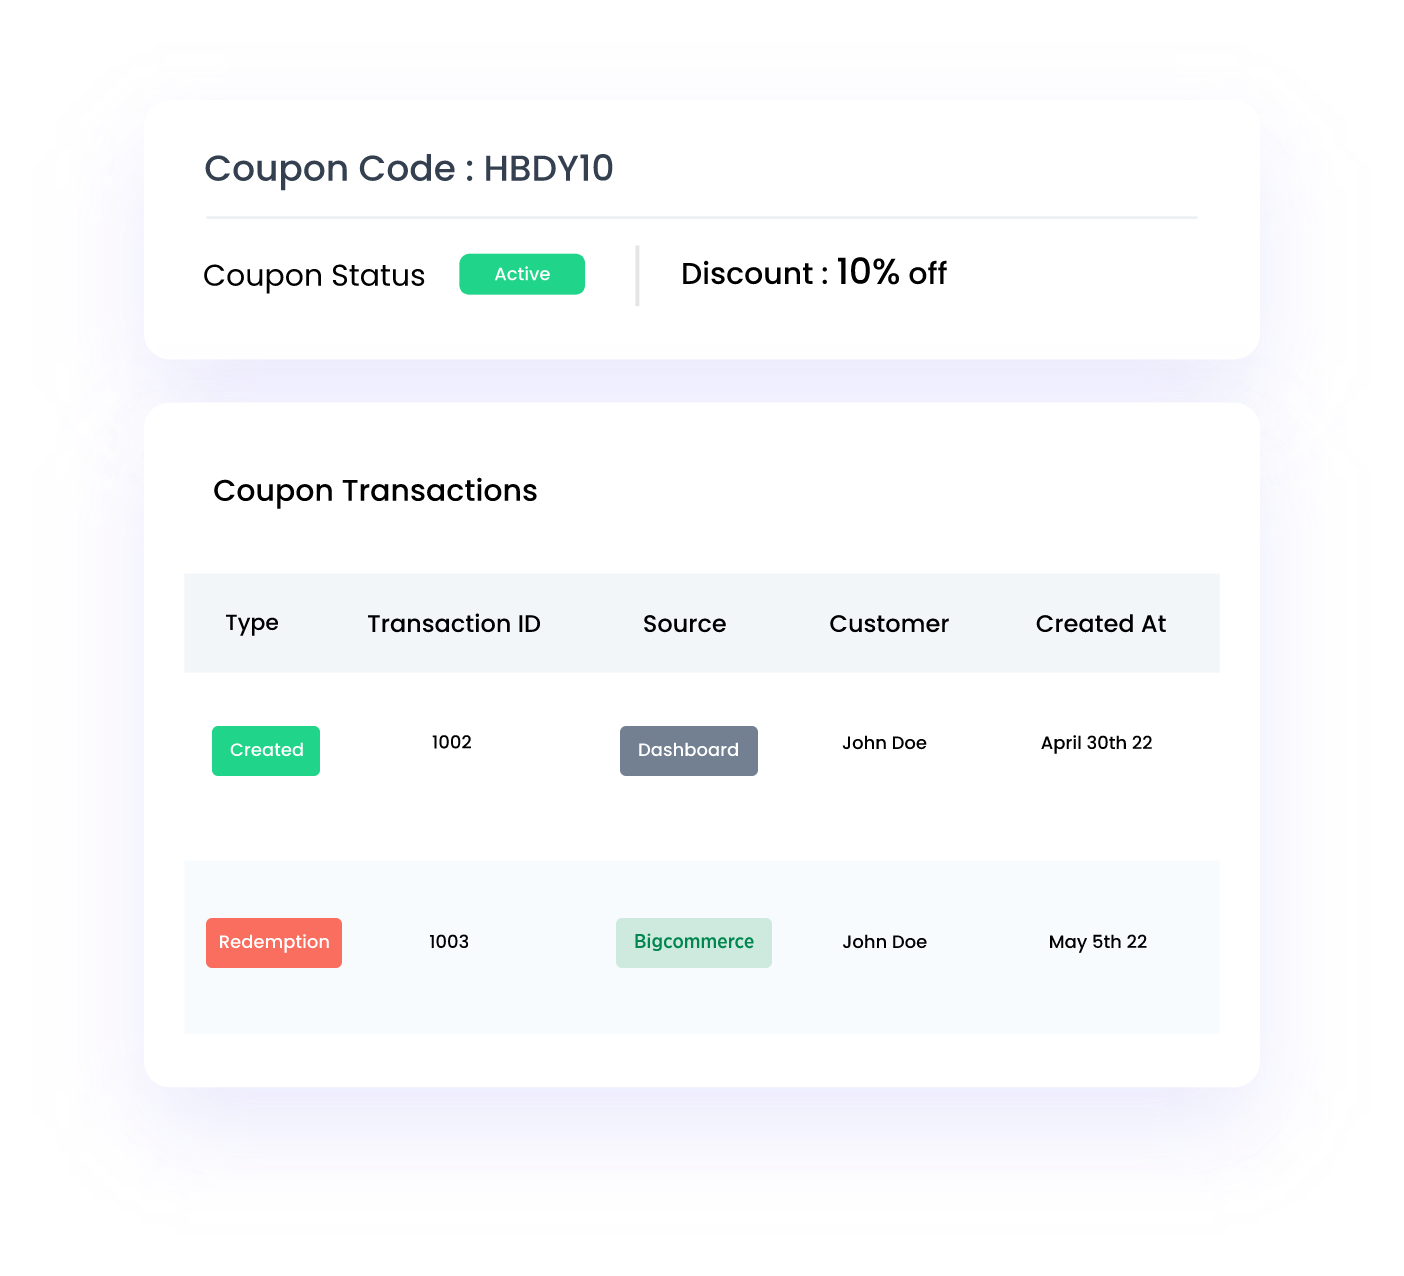 Coupon Code : HBDY10
Coupon Status Active Discount : 10% off
Coupon Transactions
Type Transaction ID Source Customer Created At
Created 1002 Dashboard John Doe April 30th 22
Redemption 1003 Bigcommerce John Doe May 5th 22